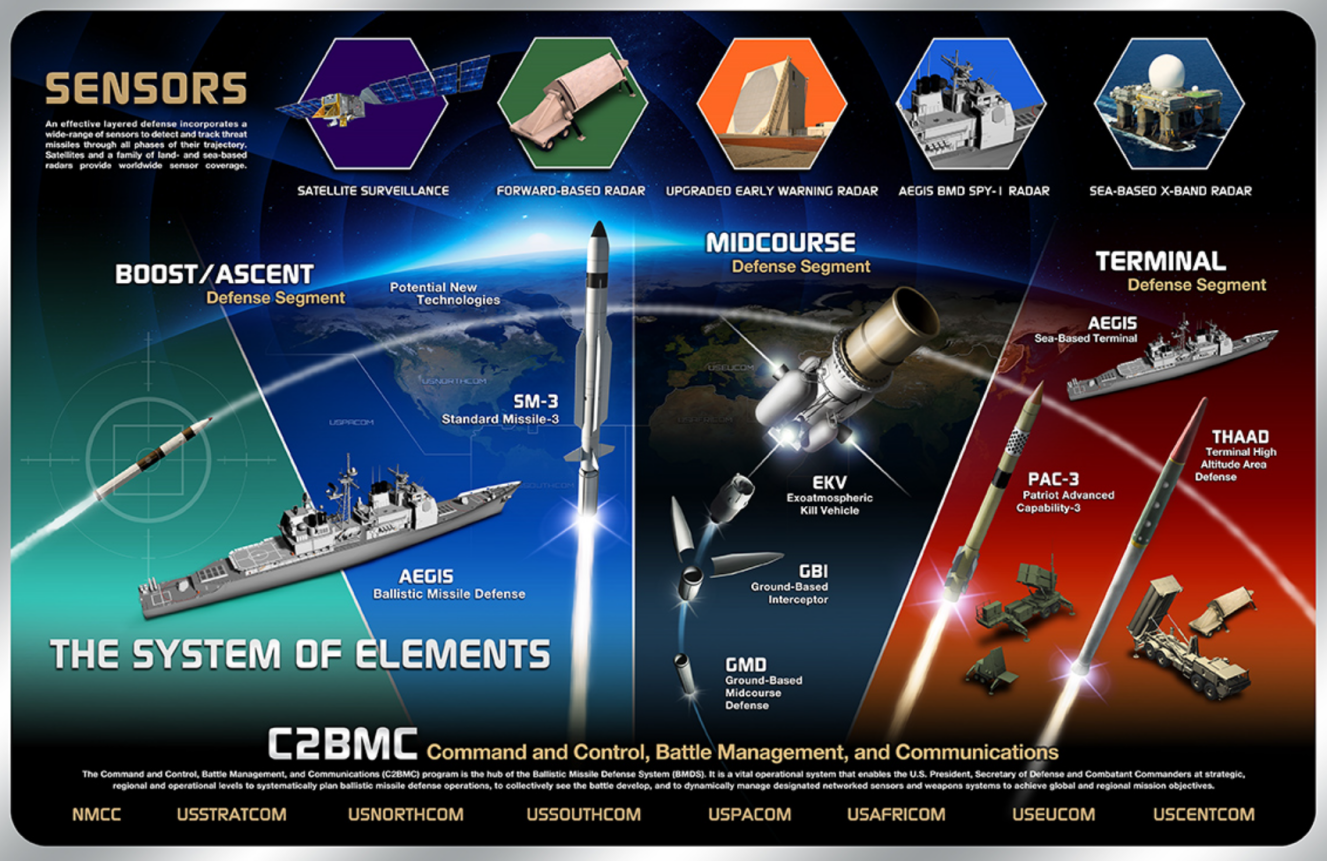 SENSORS
An effective layered defense incorporates a
wide-range of sensors to detect and track threat
missiles through all phases of their trajectory.
Satellites and a family of land- and sea-based
radars provide worldwide sensor coverage.
SATELLITE SURVEILLANCE
FORWARD-BASED RADAR
UPGRADED EARLY WARNING RADAR
AEGIS BMD SPY-1 RADAR
SEA-BASED X-BAND RADAR
BOOST/ASCENT
Defense Segment
Potential New
Technologies
MIDCOURSE
Defense Segment
TERMINAL
Defense Segment
AEGIS
Sea-Based Terminal
USNORTHCOM
USPACOM
USSOUTHCOM
USEUCOM
USAFRICOM
SM-3
Standard Missile-3
AEGIS
Ballistic Missile Defense
EKV
Exoatmospheric
Kill Vehicle
GBI
Ground-Based
Interceptor
GMD
Ground-Based
Midcourse
Defense
PAC-3
Patriot Advanced
Capability-3
THAAD
Terminal High
Altitude Area
Defense
THE SYSTEM OF ELEMENTS
C2BMC Command and Control, Battle Management, and Communications
The Command and Control, Battle Management, and Communications (C2BMC) program is the hub of the Ballistic Missile Defense System (BMDS). It is a vital operational system that enables the U.S. President, Secretary of Defense and Combatant Commanders at strategic,
regional and operational levels to systematically plan ballistic missile defense operations, to collectively see the battle develop, and to dynamically manage designated networked sensors and weapons systems to achieve global and regional mission objectives.
NMCC USSTRATCOM USNORTHCOM USSOUTHCOM USPACOM USAFRICOM USEUCOM USCENTCOM